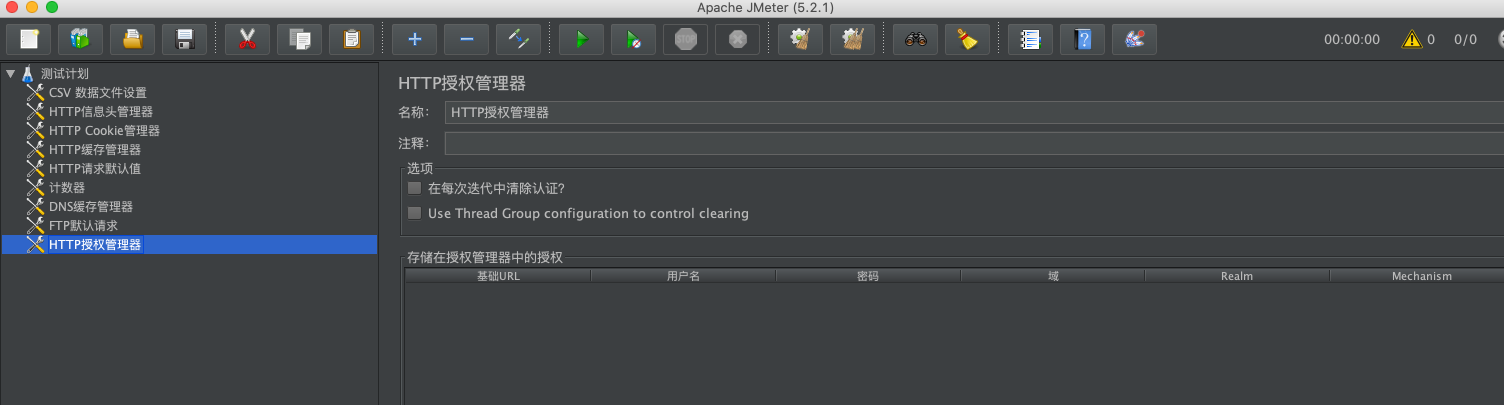 Apache JMeter (5.2.1)
STOP
00:00:00 0 0/0
测试计划
CSV 数据文件设置
HTTP信息头管理器
HTTP Cookie管理器
HTTP缓存管理器
HTTP请求默认值
计数器
DNS缓存管理器
FTP默认请求
HTTP授权管理器
HTTP授权管理器
名称： HTTP授权管理器
注释：
选项
在每次迭代中清除认证?
Use Thread Group configuration to control clearing
存储在授权管理器中的授权
基础URL 用户名 密码 域 Realm Mechanism